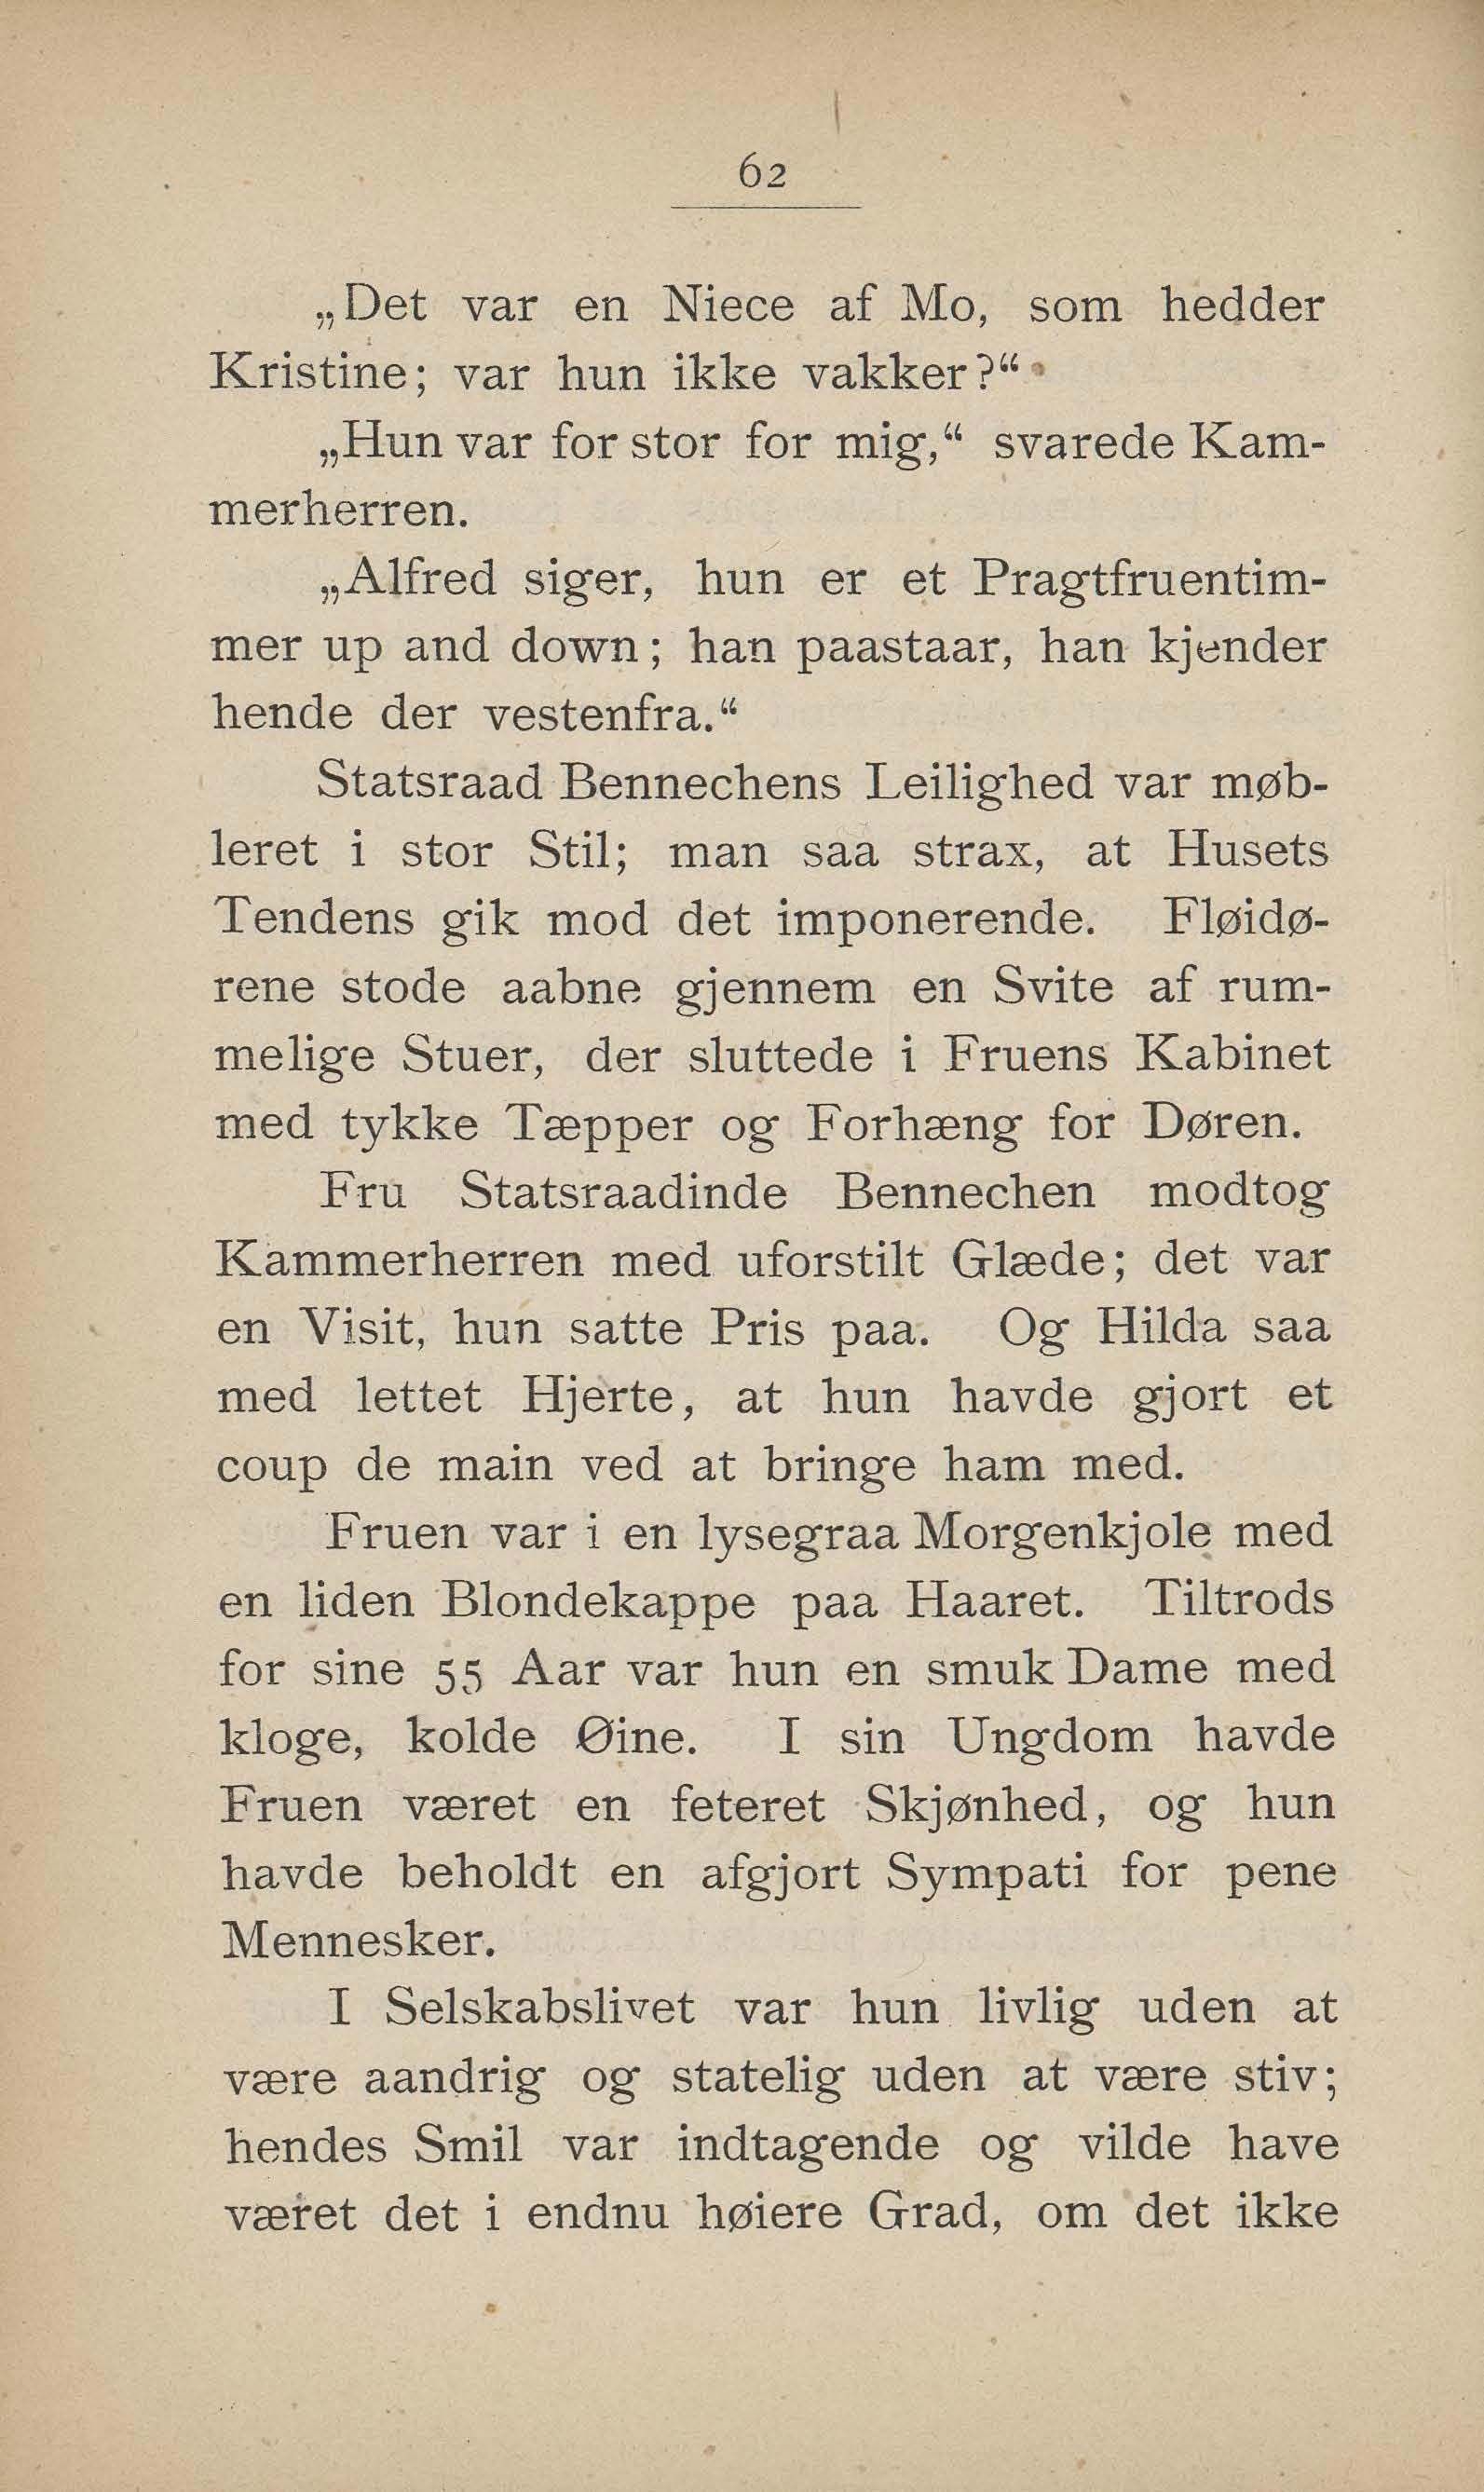 62
„Det var en Niece af Mo, som hedder
Kristine; var hun ikke vakker?“
„Hun var for stor for mig,“ svarede Kam-
merherren.
„Alfred siger, hun er et Pragtfruentim-
mer up and down; han paastaar, han kjender
hende der vestenfra.“
Statsraad Bennechens Leilighed var møb-
leret i stor Stil; man saa strax, at Husets
Tendens gik mod det imponerende. Fløidø-
rene stode aabne gjennem en Svite af rum-
melige Stuer, der sluttede i Fruens Kabinet
med tykke Tæpper og Forhæng for Døren.
Fru Statsraadinde Bennechen modtog
Kammerherren med uforstilt Glæde; det var
en Visit, hun satte Pris paa. Og Hilda saa
med lettet Hjerte, at hun havde gjort et
coup de main ved at bringe ham med.
Fruen var i en lysegraa Morgenkjole med
en liden Blondekappe paa Haaret. Tiltrods
for sine 55 Aar var hun en smuk Dame med
kloge, kolde Øine. I sin Ungdom havde
Fruen været en feteret Skjønhed, og hun
havde beholdt en afgjort Sympati for pene
Mennesker.
I Selskabslivet var hun livlig uden at
være aandrig og statelig uden at være stiv;
hendes Smil var indtagende og vilde have
været det i endnu høiere Grad, om det ikke